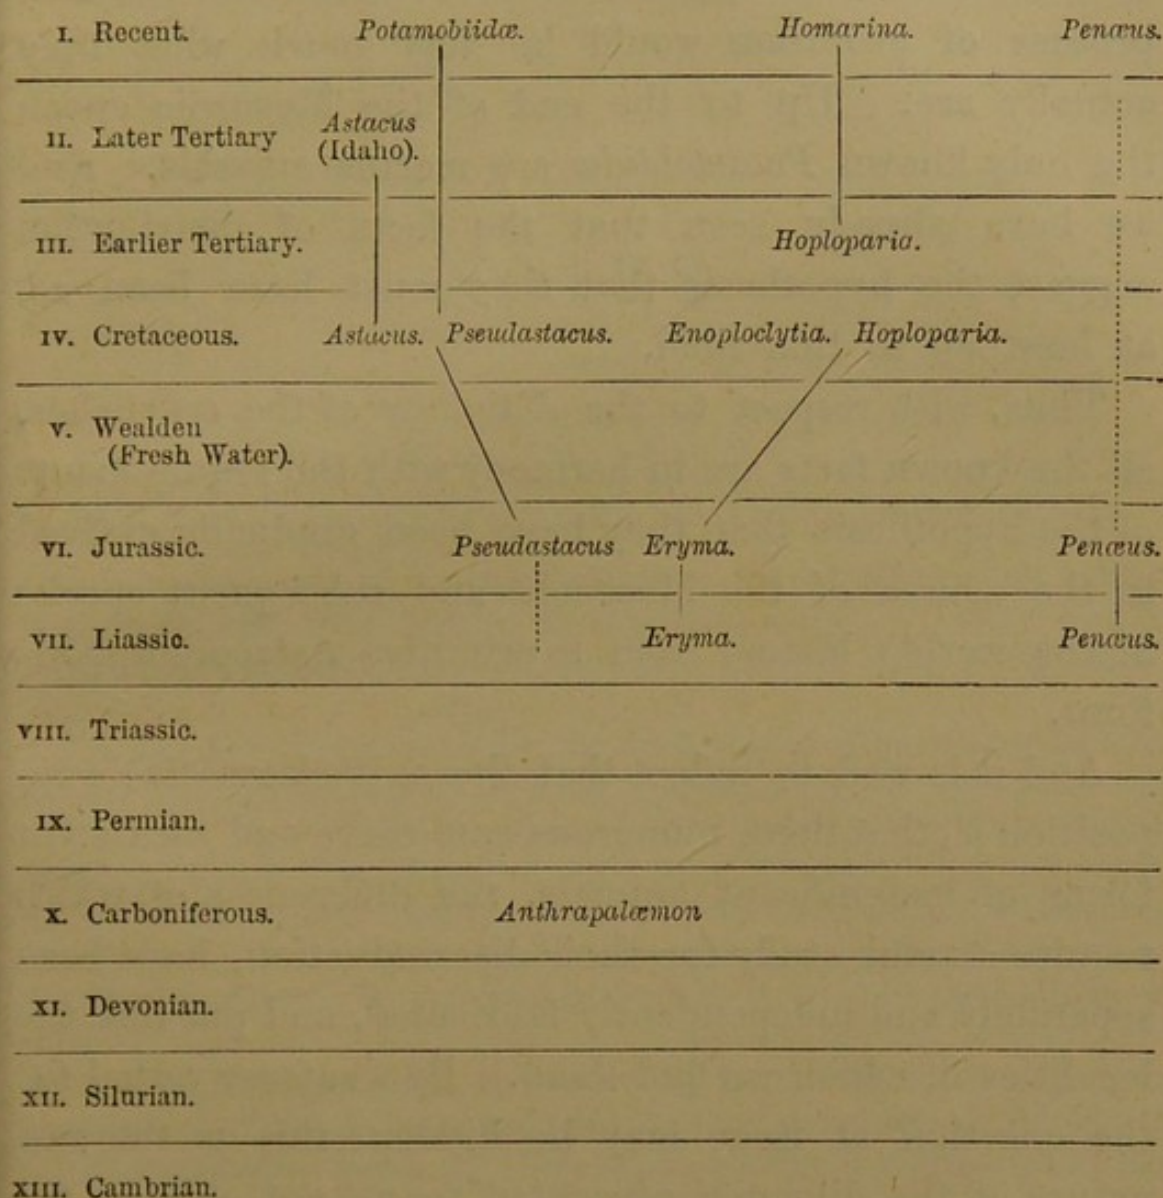 I. Recent. Potamobiidæ. Homarina. Penæus.
II. Later Tertiary Astacus (Idaho).
III. Earlier Tertiary. Hoploparia.
IV. Cretaceous. Astacus. Pseudastacus. Enoploclytia. Hoploparia.
V. Wealden
(Fresh Water).
VI. Jurassic. Pseudastacus Eryma. Penæus.
VII. Liassic. Eryma. Penæus.
VIII. Triassic.
IX. Permian.
X. Carboniferous. Anthrapalæmon
XI. Devonian.
XII. Silurian.
XIII. Cambrian.